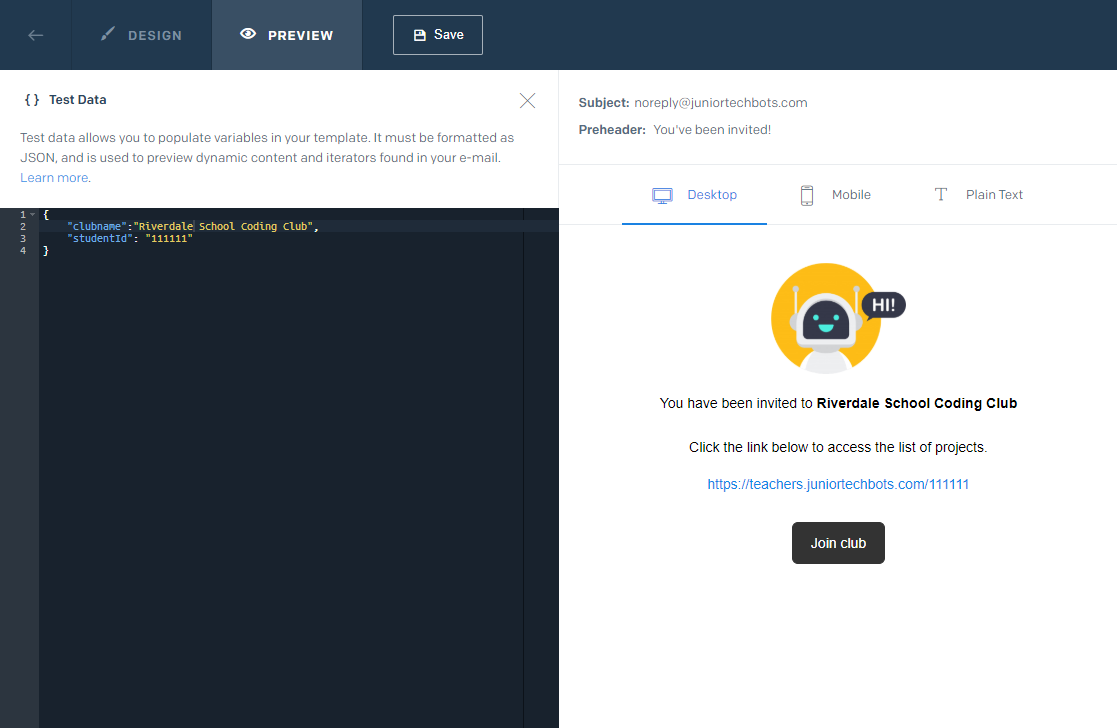 DESIGN
PREVIEW
Save
{ } Test Data
Test data allows you to populate variables in your template. It must be formatted as
JSON, and is used to preview dynamic content and iterators found in your e-mail.
Learn more.
1 {
2 "clubname":"Riverdale School Coding Club",
3 "studentId": "111111"
4 }
Subject: noreply@juniortechbots.com
Preheader: You've been invited!
Desktop
Mobile
T Plain Text
HI!
You have been invited to Riverdale School Coding Club
Click the link below to access the list of projects.
https://teachers.juniortechbots.com/111111
Join club